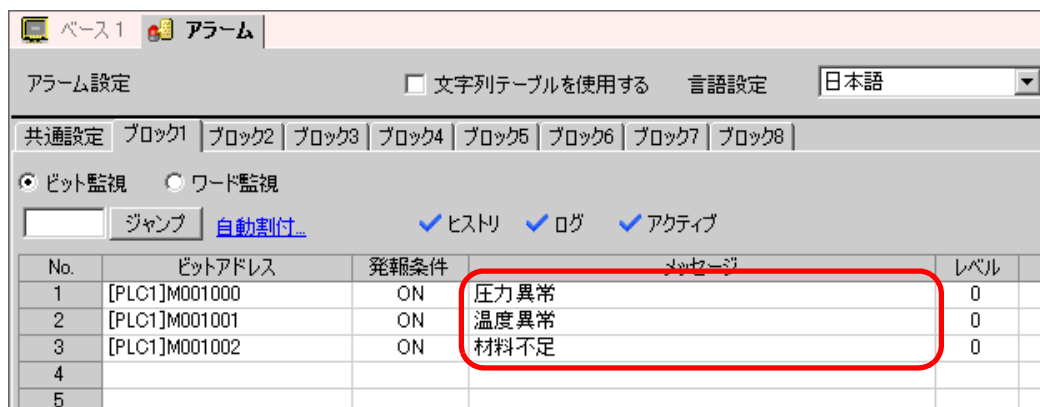 ベース1 アラーム
アラーム設定 文字列テーブルを使用する 言語設定 日本語
共通設定 ブロック1 ブロック2 ブロック3 ブロック4 ブロック5 ブロック6 ブロック7 ブロック8
ビット監視 ワード監視
ジャンプ 自動割付... ヒストリ ログ アクティブ
No. ビットアドレス 発報条件 メッセージ レベル
1 [PLC1]M001000 ON 圧力異常 0
2 [PLC1]M001001 ON 温度異常 0
3 [PLC1]M001002 ON 材料不足 0
4
5